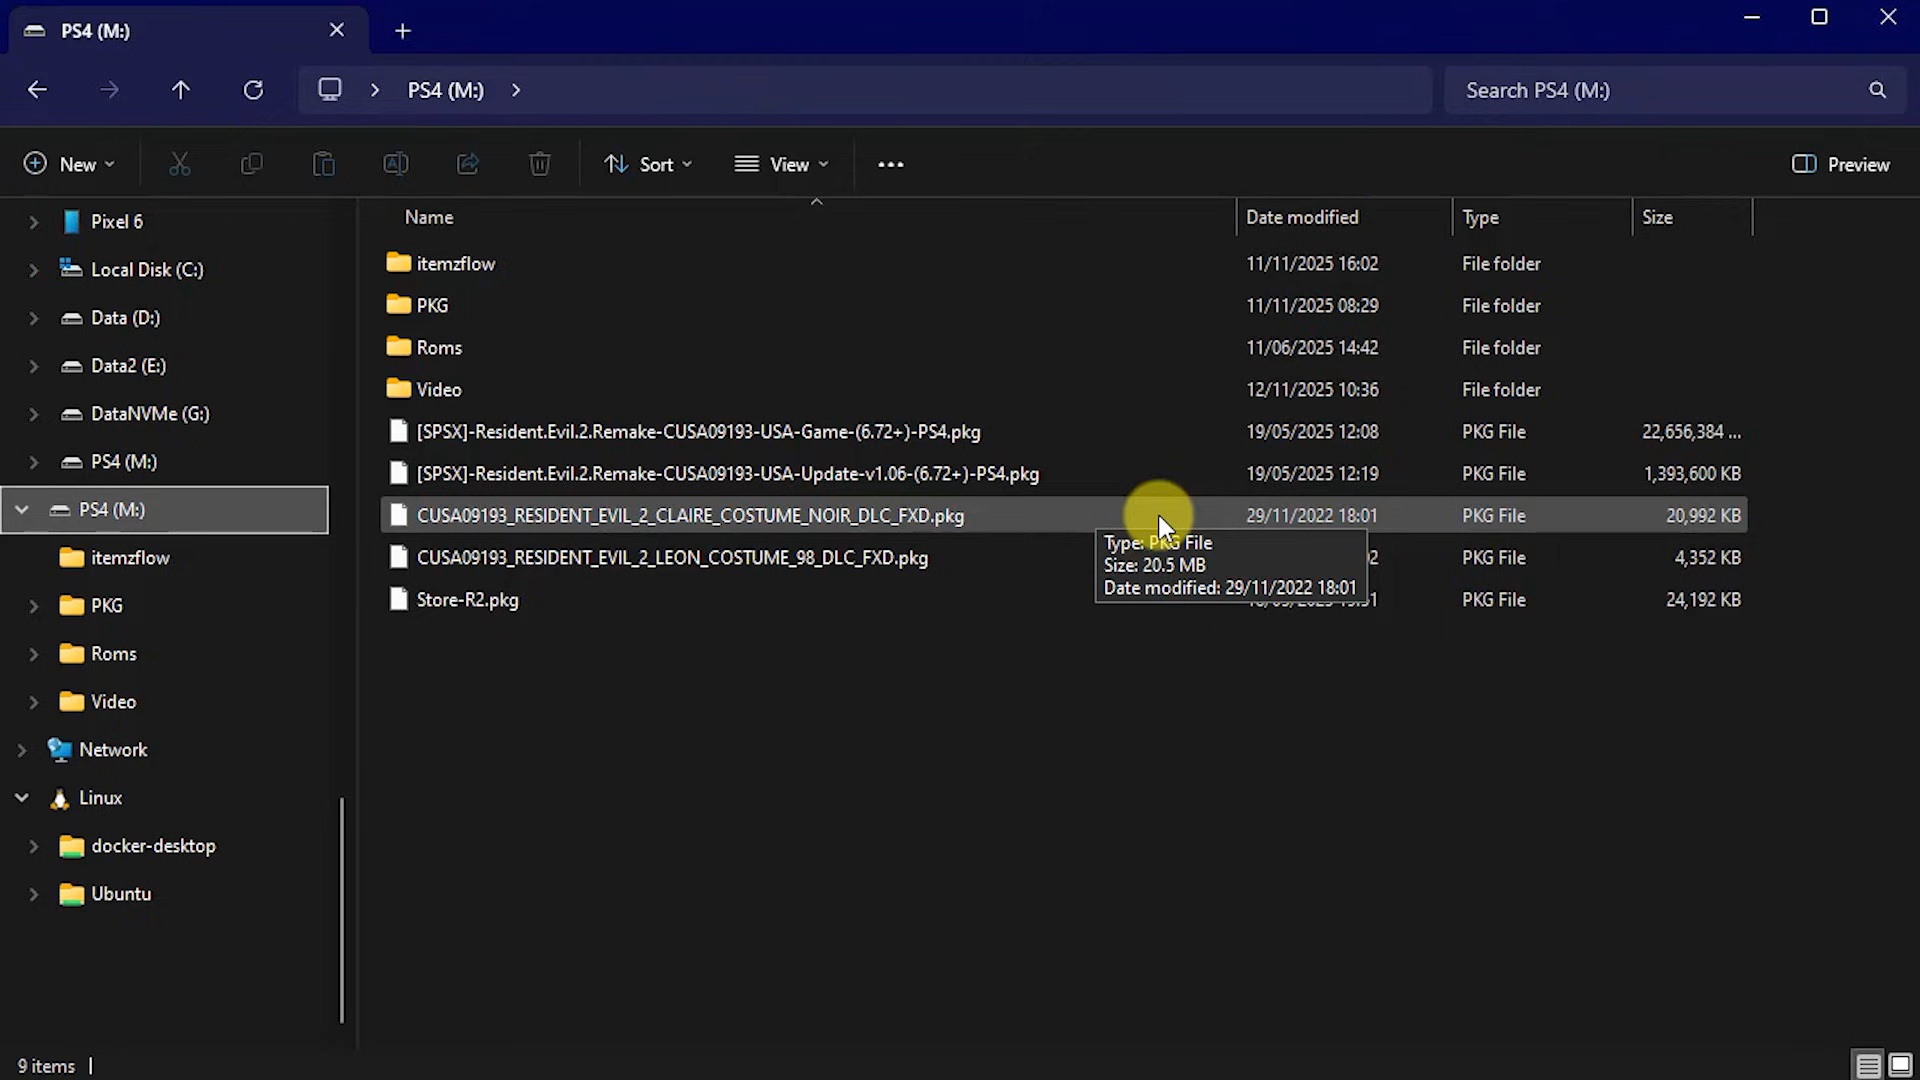 PS4 (M:)
PS4 (M:)
Search PS4 (M:)
New
Sort
View
Preview
Name Date modified Type Size
Pixel 6
Local Disk (C:)
Data (D:)
Data2 (E:)
DataNVMe (G:)
PS4 (M:)
PS4 (M:)
itemzflow
PKG
Roms
Video
Network
Linux
docker-desktop
Ubuntu
itemzflow 11/11/2025 16:02 File folder
PKG 11/11/2025 08:29 File folder
Roms 11/06/2025 14:42 File folder
Video 12/11/2025 10:36 File folder
[SPSX]-Resident.Evil.2.Remake-CUSA09193-USA-Game-(6.72+)-PS4.pkg 19/05/2025 12:08 PKG File 22,656,384 ...
[SPSX]-Resident.Evil.2.Remake-CUSA09193-USA-Update-v1.06-(6.72+)-PS4.pkg 19/05/2025 12:19 PKG File 1,393,600 KB
CUSA09193_RESIDENT_EVIL_2_CLAIRE_COSTUME_NOIR_DLC_FXD.pkg 29/11/2022 18:01 PKG File 20,992 KB
CUSA09193_RESIDENT_EVIL_2_LEON_COSTUME_98_DLC_FXD.pkg PKG File 4,352 KB
Store-R2.pkg PKG File 24,192 KB
Type: PKG File
Size: 20.5 MB
Date modified: 29/11/2022 18:01
9 items